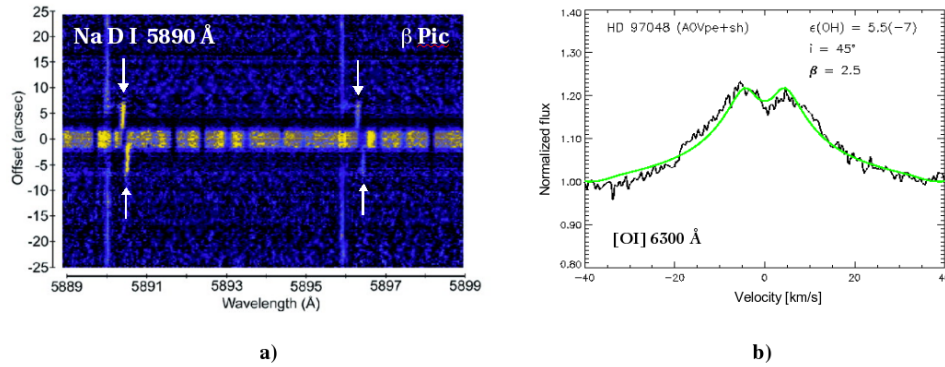 Na D I 5890 Å
β Pic
25
20
15
10
5
0
-5
-10
-15
-20
25
Offset (arcsec)
5889 5891 5893 5895 5897 5899
Wavelength (Å)
a)
1.40
1.30
1.20
1.10
1.00
0.90
0.80
Normalized flux
HD 97048 (A0Vpe+sh)
ϵ(OH) = 5.5(-7)
i = 45°
β = 2.5
[OI] 6300 Å
-40 -20 0 20 40
Velocity [km/s]
b)